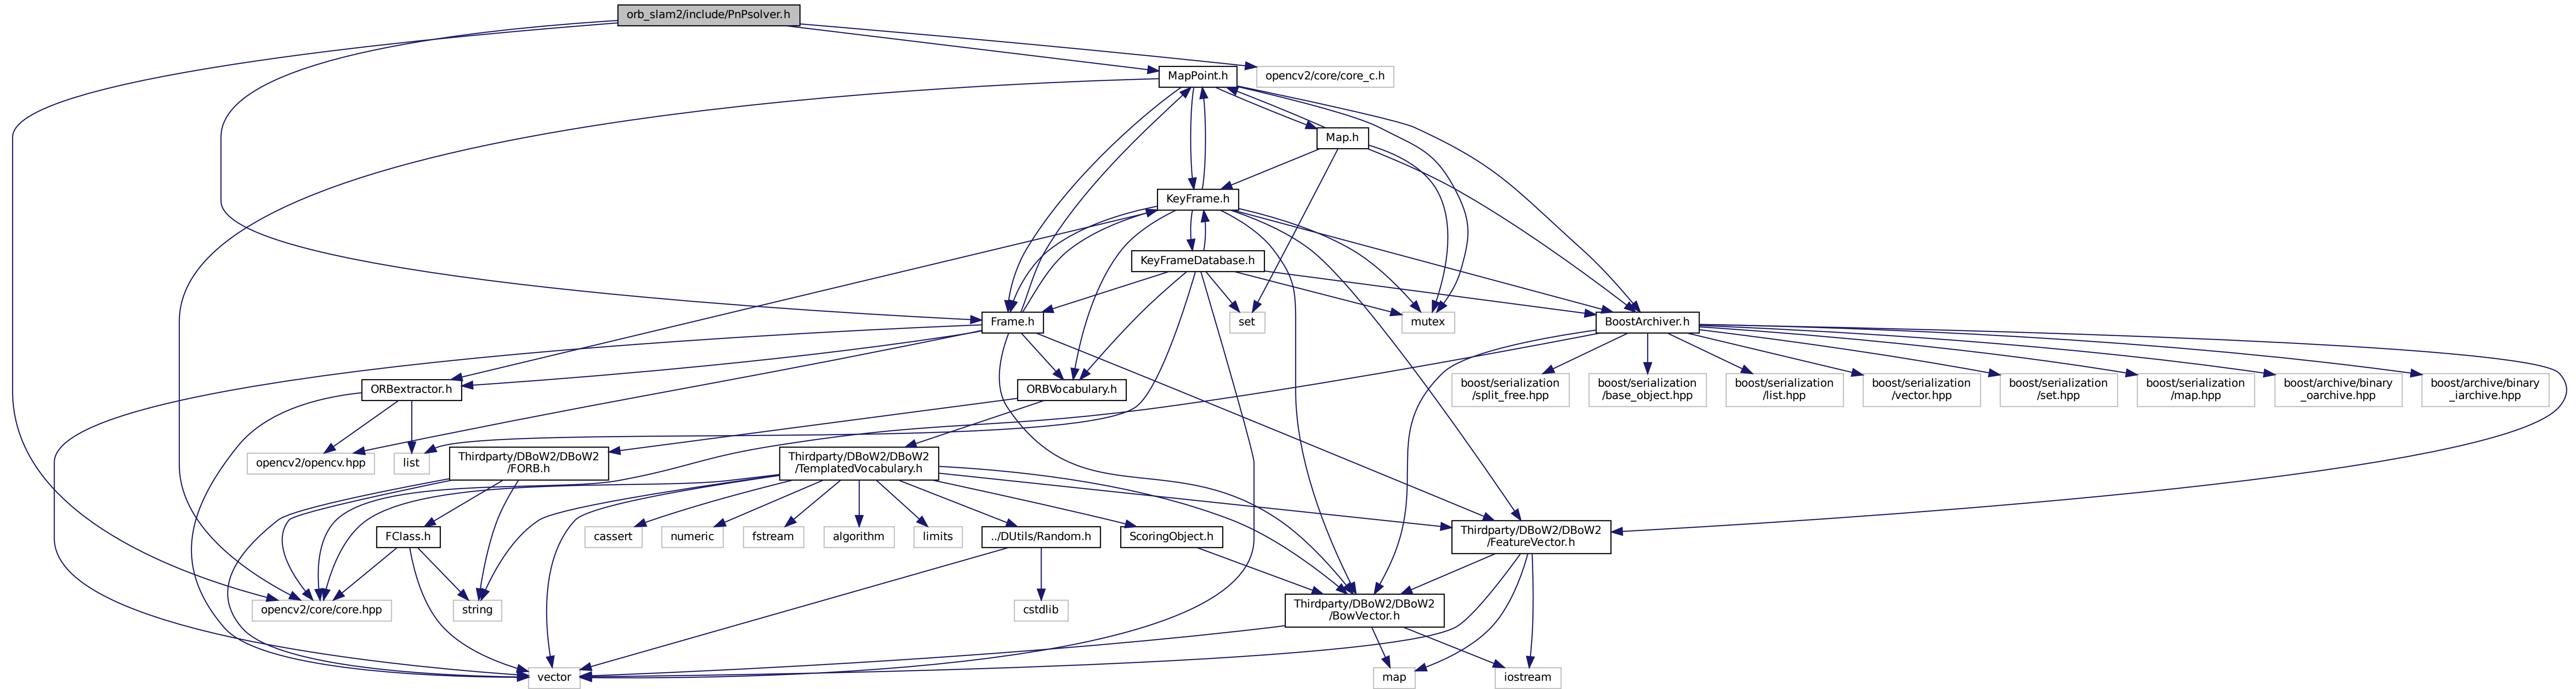 orb_slam2/include/PnPsolver.h
MapPoint.h
opencv2/core/core_c.h
Map.h
KeyFrame.h
KeyFrameDatabase.h
Frame.h
set
mutex
BoostArchiver.h
ORBextractor.h
ORBVocabulary.h
boost/serialization
/split_free.hpp
boost/serialization
/base_object.hpp
boost/serialization
/list.hpp
boost/serialization
/vector.hpp
boost/serialization
/set.hpp
boost/serialization
/map.hpp
boost/archive/binary
_oarchive.hpp
boost/archive/binary
_iarchive.hpp
opencv2/opencv.hpp
list
Thirdparty/DBoW2/DBoW2
/FORB.h
Thirdparty/DBoW2/DBoW2
/TemplatedVocabulary.h
FClass.h
cassert
numeric
fstream
algorithm
limits
../DUtils/Random.h
ScoringObject.h
Thirdparty/DBoW2/DBoW2
/FeatureVector.h
opencv2/core/core.hpp
string
cstdlib
Thirdparty/DBoW2/DBoW2
/BowVector.h
vector
map
iostream